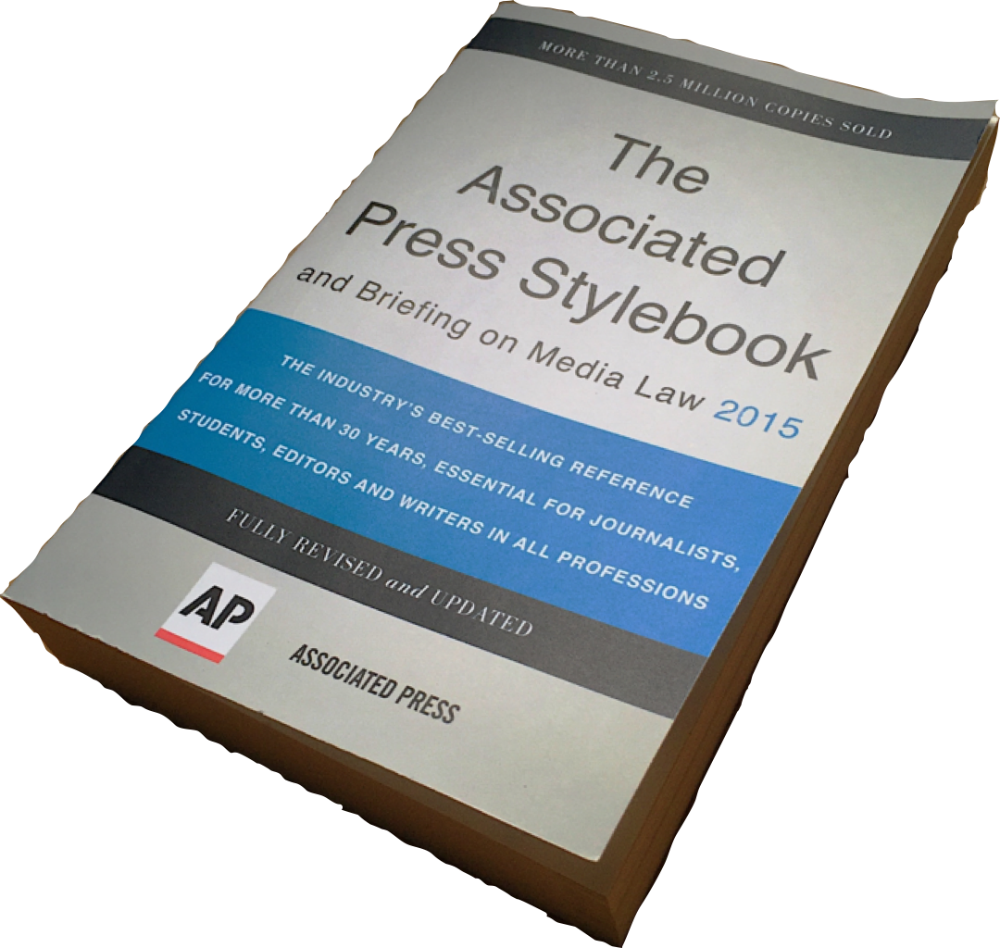 MORE THAN 2.5 MILLION COPIES SOLD
The
Associated
Press Stylebook
and Briefing on Media Law 2015
THE INDUSTRY'S BEST-SELLING REFERENCE
FOR MORE THAN 30 YEARS, ESSENTIAL FOR JOURNALISTS,
STUDENTS, EDITORS AND WRITERS IN ALL PROFESSIONS
FULLY REVISED and UPDATED
AP
ASSOCIATED PRESS